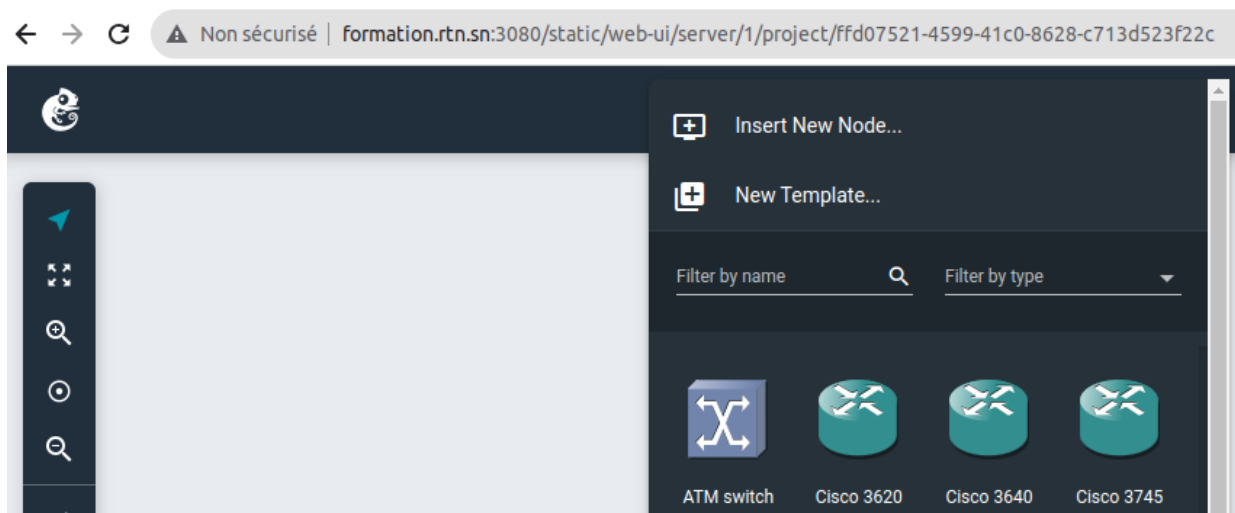 Non sécurisé | formation.rtn.sn:3080/static/web-ui/server/1/project/ffd07521-4599-41c0-8628-c713d523f22c
Insert New Node...
New Template...
Filter by name Filter by type
ATM switch Cisco 3620 Cisco 3640 Cisco 3745